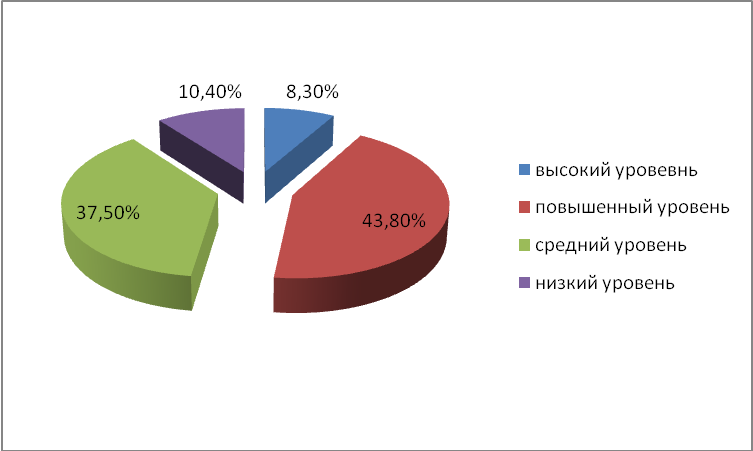 10,40%
8,30%
37,50%
43,80%
высокий уровевнь
повышенный уровень
средний уровень
низкий уровень